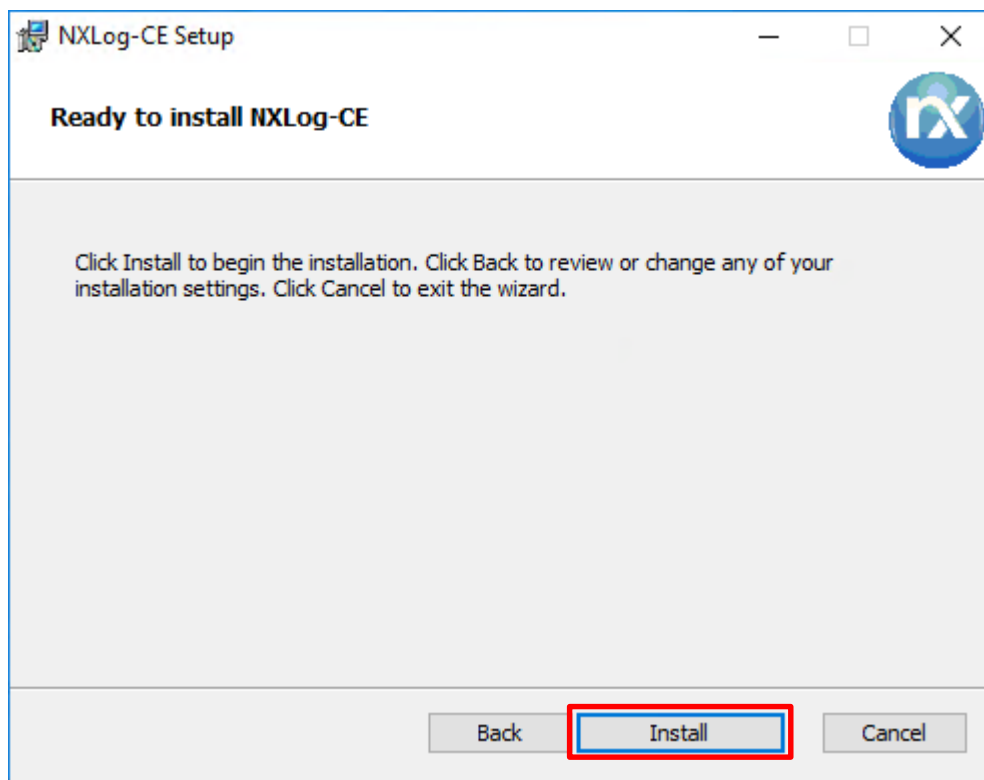 NXLog-CE Setup
Ready to install NXLog-CE
nx
Click Install to begin the installation. Click Back to review or change any of your
installation settings. Click Cancel to exit the wizard.
Back Install Cancel